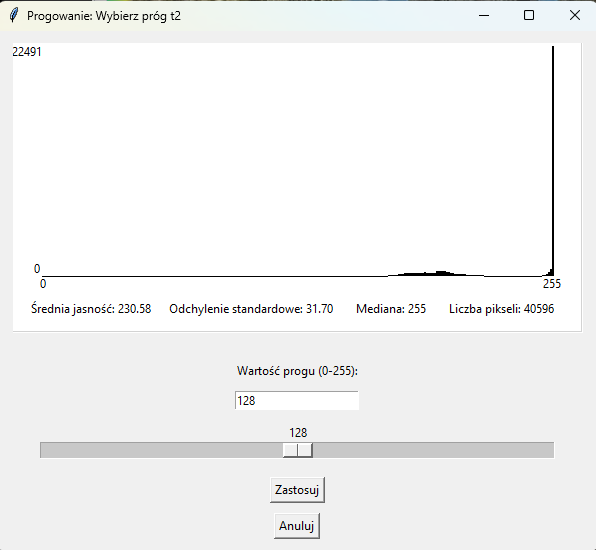 Progowanie: Wybierz próg t2
22491
0
0 255
Średnia jasność: 230.58 Odchylenie standardowe: 31.70 Mediana: 255 Liczba pikseli: 40596
Wartość progu (0-255):
128
128
Zastosuj
Anuluj